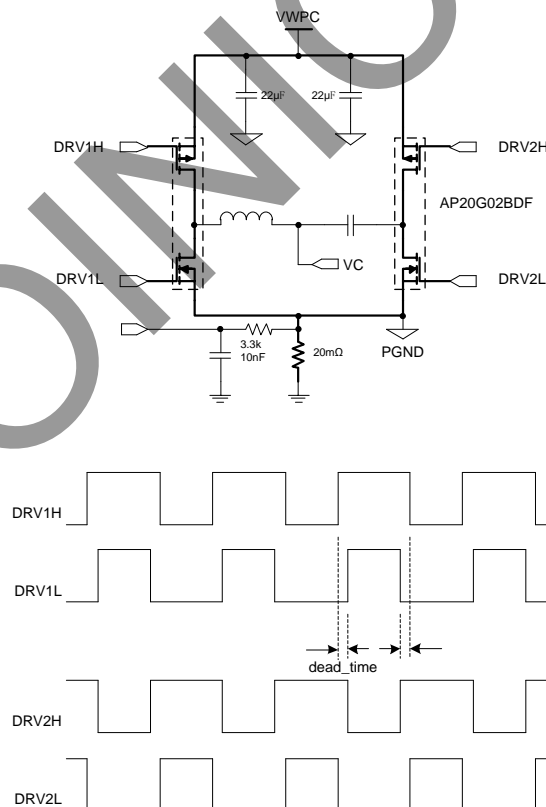 VWPC
22μF
22μF
DRV1H
DRV2H
AP20G02BDF
DRV1L
VC
DRV2L
3.3k
10nF
20mΩ
PGND
DRV1H
DRV1L
dead_time
DRV2H
DRV2L